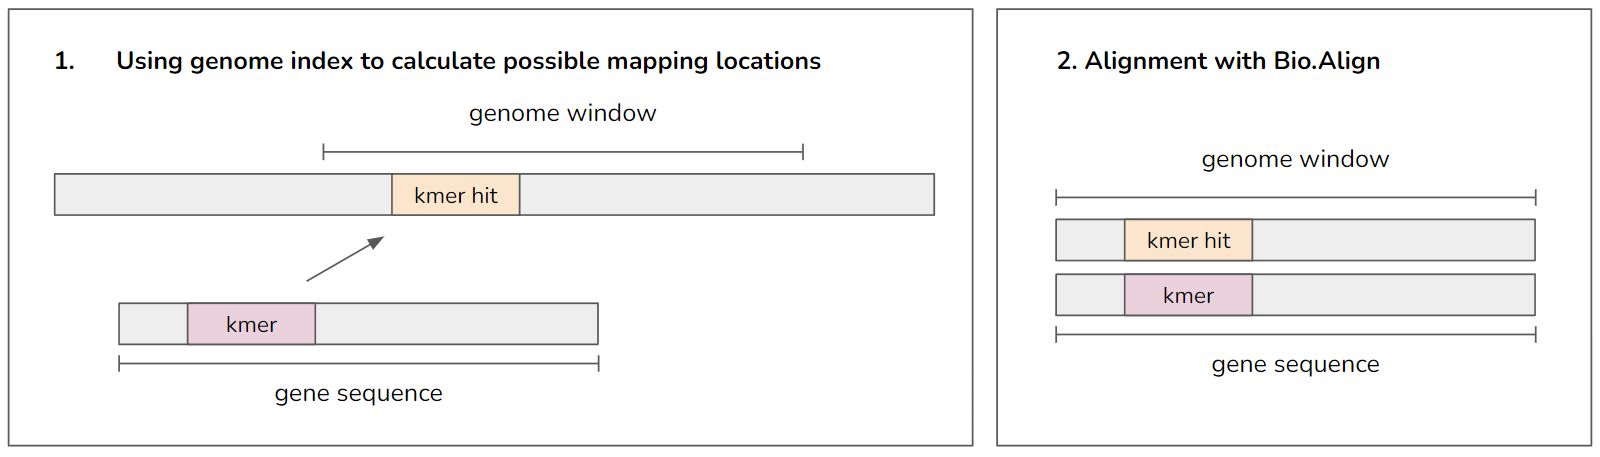 1. Using genome index to calculate possible mapping locations
genome window
kmer hit
kmer
gene sequence
2. Alignment with Bio.Align
genome window
kmer hit
kmer
gene sequence